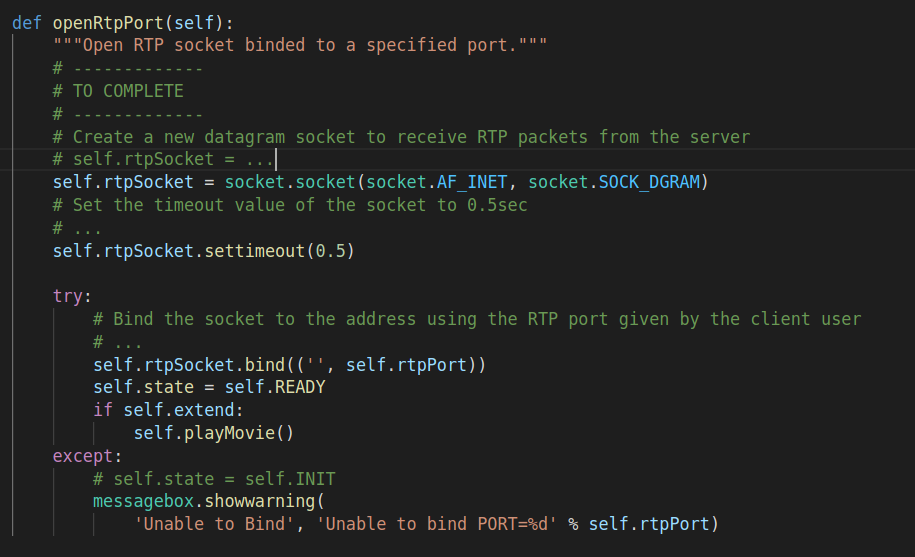 def openRtpPort(self):
    """Open RTP socket binded to a specified port."""
    # -------------
    # TO COMPLETE
    # -------------
    # Create a new datagram socket to receive RTP packets from the server
    # self.rtpSocket = ...
    self.rtpSocket = socket.socket(socket.AF_INET, socket.SOCK_DGRAM)
    # Set the timeout value of the socket to 0.5sec
    # ...
    self.rtpSocket.settimeout(0.5)

    try:
        # Bind the socket to the address using the RTP port given by the client user
        # ...
        self.rtpSocket.bind(('', self.rtpPort))
        self.state = self.READY
        if self.extend:
            self.playMovie()
    except:
        # self.state = self.INIT
        messagebox.showwarning(
            'Unable to Bind', 'Unable to bind PORT=%d' % self.rtpPort)